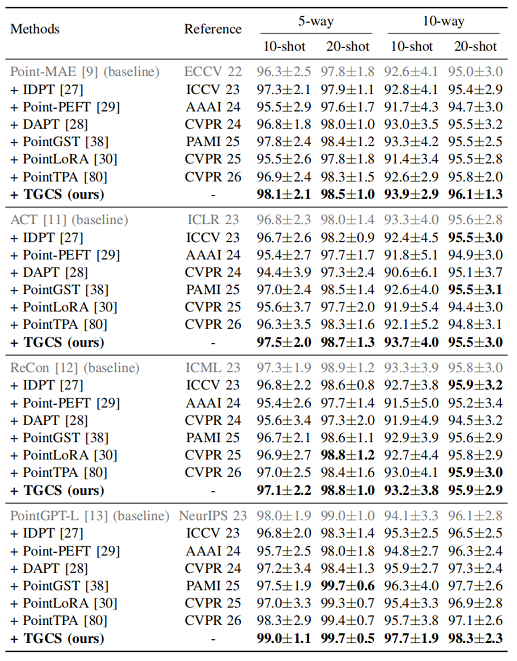 Methods Reference 5-way 10-way
10-shot 20-shot 10-shot 20-shot
Point-MAE [9] (baseline) ECCV 22 96.3±2.5 97.8±1.8 92.6±4.1 95.0±3.0
+ IDPT [27] ICCV 23 97.3±2.1 97.9±1.1 92.8±4.1 95.4±2.9
+ Point-PEFT [29] AAAI 24 95.5±2.9 97.6±1.7 91.7±4.3 94.7±3.0
+ DAPT [28] CVPR 24 96.8±1.8 98.0±1.0 93.0±3.5 95.5±3.2
+ PointGST [38] PAMI 25 97.8±2.4 98.4±1.2 93.3±4.2 95.5±2.5
+ PointLoRA [30] CVPR 25 95.5±2.6 97.8±1.8 91.4±3.4 95.5±2.8
+ PointTPA [80] CVPR 26 96.9±2.4 98.3±1.5 92.6±2.9 95.8±2.0
+ TGCS (ours) - 98.1±2.1 98.5±1.0 93.9±2.9 96.1±1.3
ACT [11] (baseline) ICLR 23 96.8±2.3 98.0±1.4 93.3±4.0 95.6±2.8
+ IDPT [27] ICCV 23 96.7±2.6 98.2±0.9 92.4±4.5 95.5±3.0
+ Point-PEFT [29] AAAI 24 95.4±2.7 97.7±1.7 91.8±5.1 94.9±3.0
+ DAPT [28] CVPR 24 94.4±3.9 97.3±2.4 90.6±6.1 95.1±3.7
+ PointGST [38] PAMI 25 97.0±2.4 98.5±1.4 92.6±4.0 95.5±3.1
+ PointLoRA [30] CVPR 25 95.6±3.7 97.7±2.0 91.9±5.4 94.4±3.0
+ PointTPA [80] CVPR 26 96.3±3.5 98.3±1.6 92.1±5.2 94.8±3.1
+ TGCS (ours) - 97.5±2.0 98.7±1.3 93.7±4.0 95.5±3.0
ReCon [12] (baseline) ICML 23 97.3±1.9 98.9±1.2 93.3±3.9 95.8±3.0
+ IDPT [27] ICCV 23 96.8±2.2 98.6±0.8 92.7±3.8 95.9±3.2
+ Point-PEFT [29] AAAI 24 95.4±2.6 97.7±1.4 91.5±5.0 95.2±3.4
+ DAPT [28] CVPR 24 95.6±3.4 97.3±2.0 91.9±4.9 94.5±3.2
+ PointGST [38] PAMI 25 96.7±2.1 98.6±1.1 92.9±3.9 95.6±2.9
+ PointLoRA [30] CVPR 25 96.9±2.7 98.8±1.2 92.7±4.4 95.8±2.9
+ PointTPA [80] CVPR 26 97.0±2.5 98.4±1.6 93.0±4.1 95.9±3.0
+ TGCS (ours) - 97.1±2.2 98.8±1.0 93.2±3.8 95.9±2.9
PointGPT-L [13] (baseline) NeurIPS 23 98.0±1.9 99.0±1.0 94.1±3.3 96.1±2.8
+ IDPT [27] ICCV 23 96.8±2.0 98.3±1.4 95.3±2.5 96.5±2.5
+ Point-PEFT [29] AAAI 24 95.7±2.5 98.0±1.8 94.8±2.7 96.3±2.4
+ DAPT [28] CVPR 24 97.2±3.4 98.3±1.4 95.9±2.7 97.3±2.4
+ PointGST [38] PAMI 25 97.5±1.9 99.7±0.6 96.3±4.0 97.7±2.6
+ PointLoRA [30] CVPR 25 97.0±3.3 99.3±0.7 95.4±3.3 96.9±2.8
+ PointTPA [80] CVPR 26 98.3±2.9 99.4±0.7 95.7±3.8 97.1±2.6
+ TGCS (ours) - 99.0±1.1 99.7±0.5 97.7±1.9 98.3±2.3